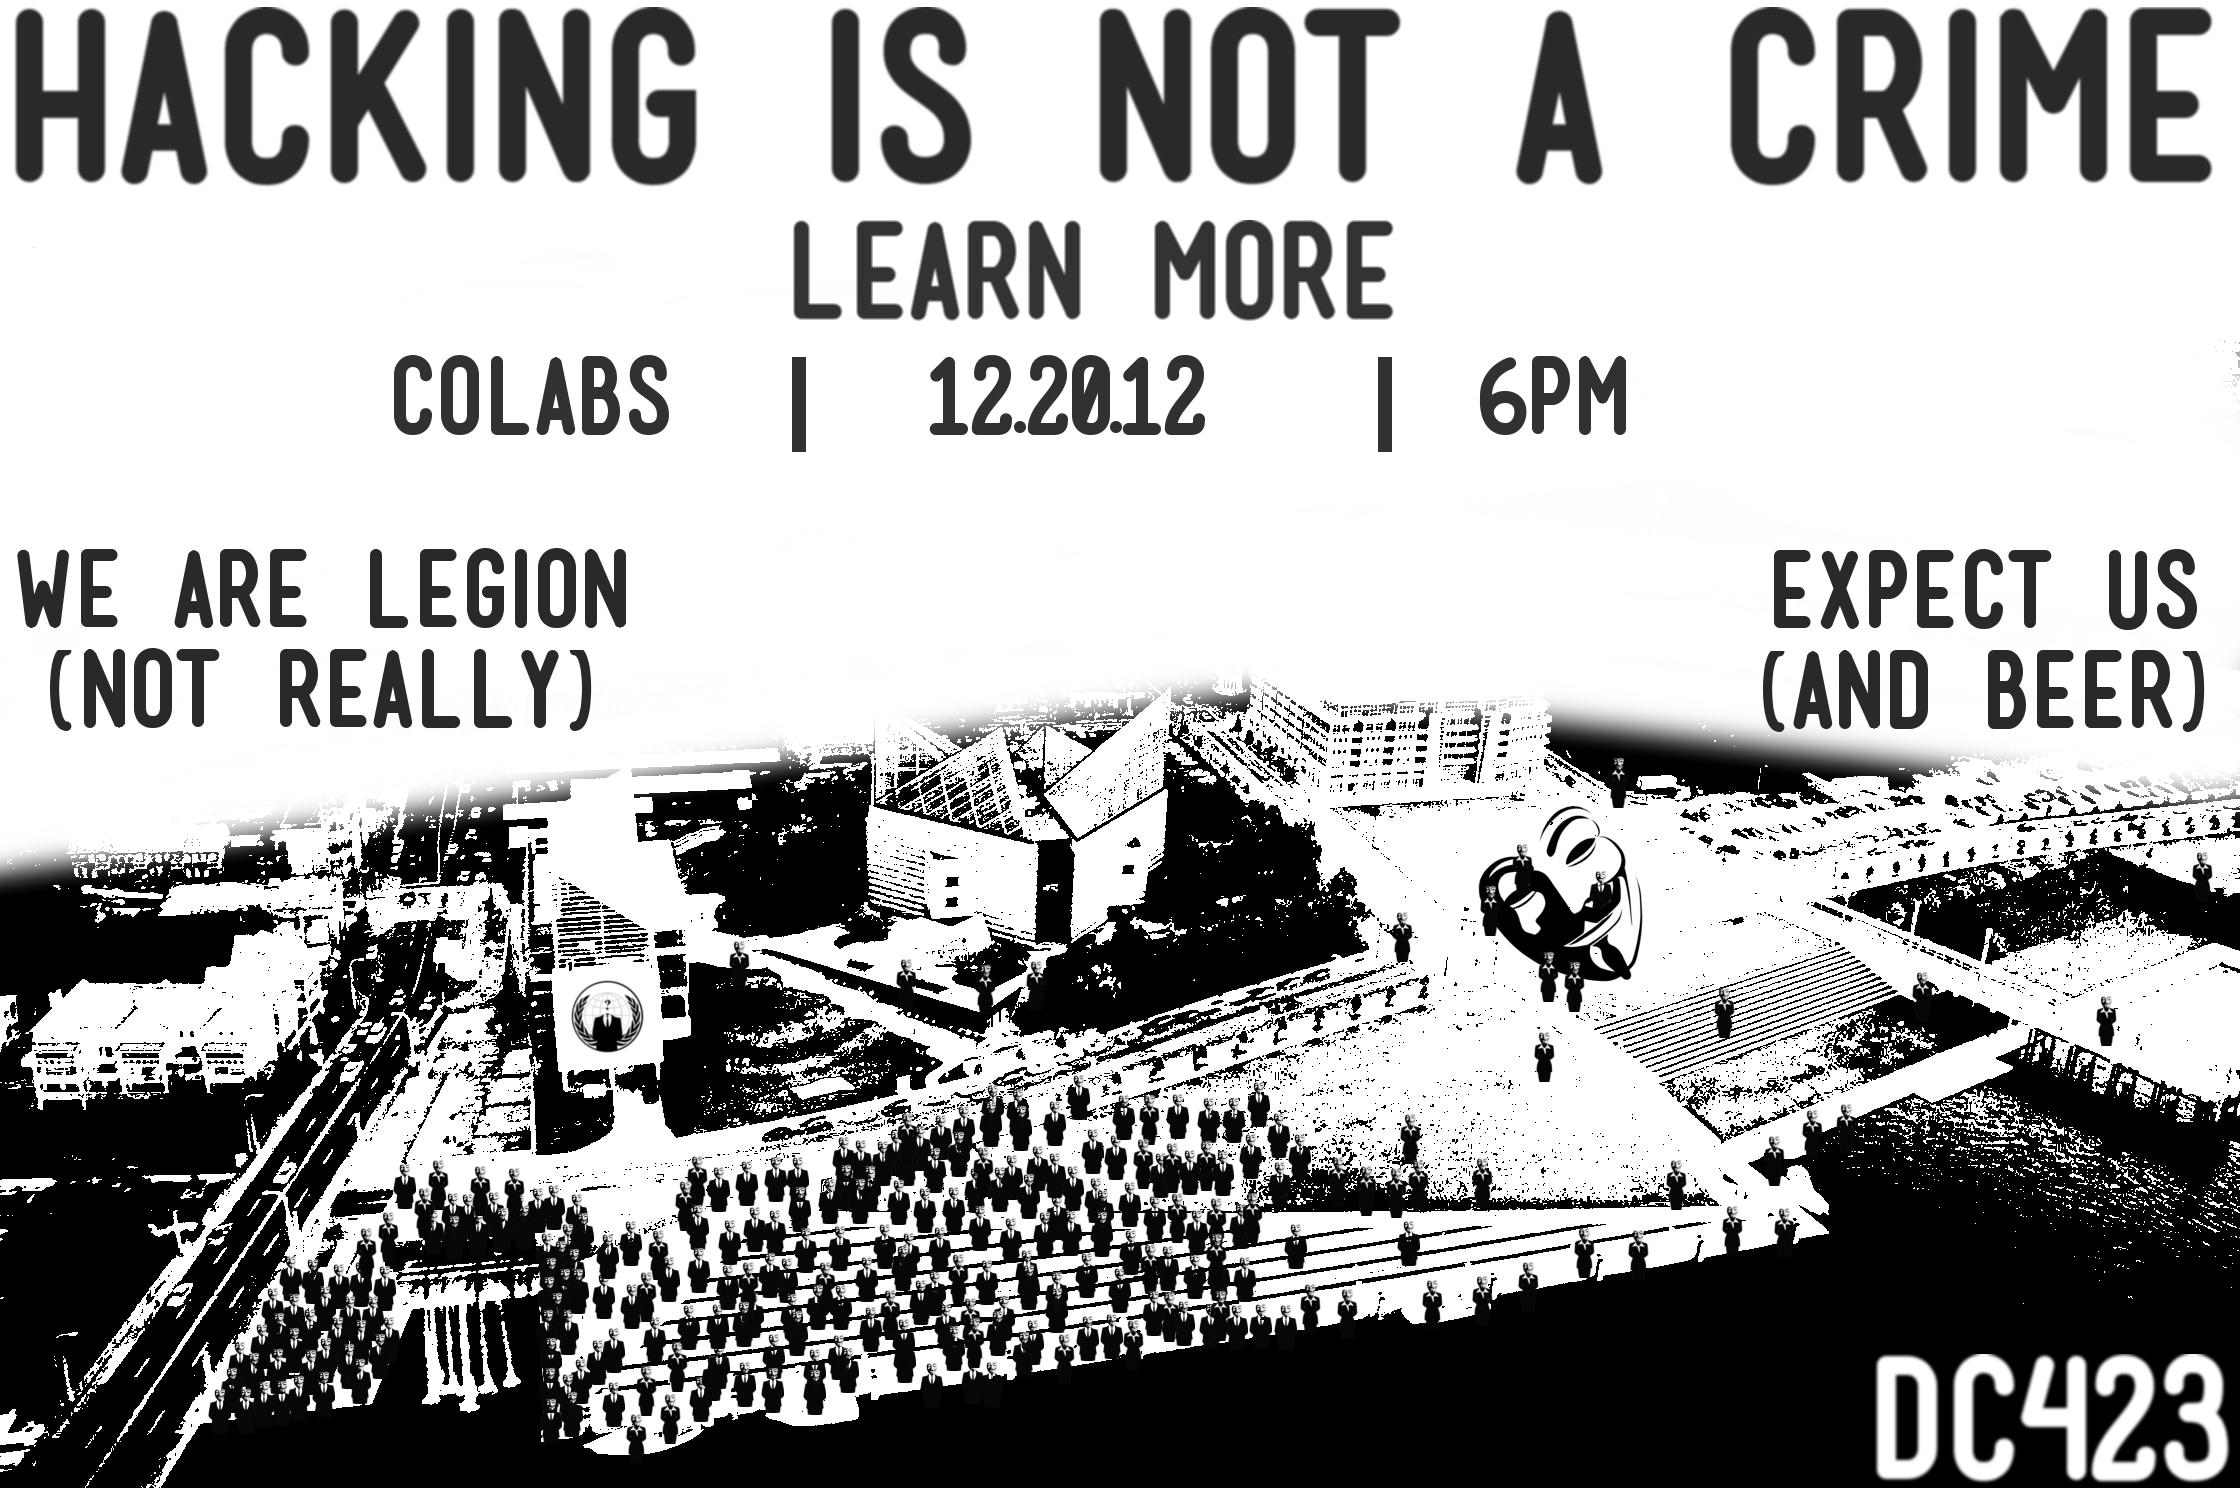 HACKING IS NOT A CRIME
LEARN MORE
COLABS | 12.20.12 | 6PM
WE ARE LEGION
(NOT REALLY)
EXPECT US
(AND BEER)
DC423